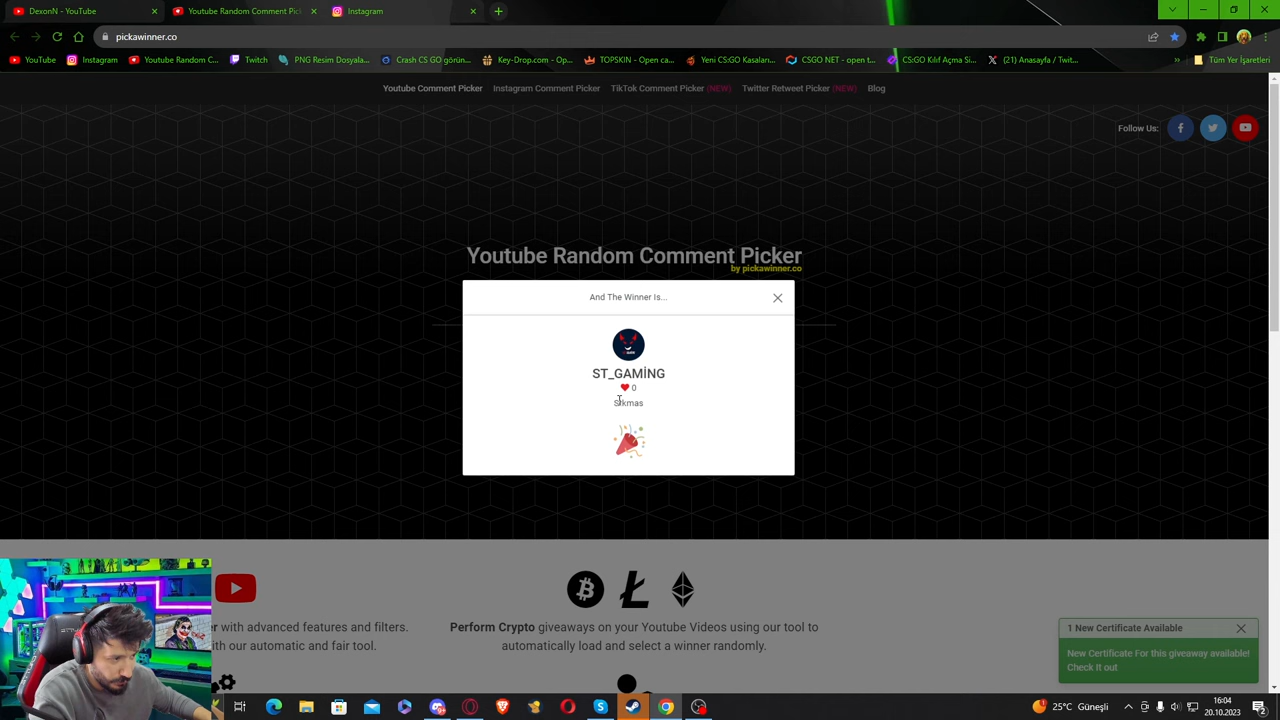 DexonN - YouTube
Youtube Random Comment Pic
Instagram
pickawinner.co
YouTube
Instagram
Youtube Random C...
Twitch
PNG Resim Dosyala...
Crash CS GO görün...
Key-Drop.com - Op...
TOPSKIN - Open ca...
Yeni CS:GO Kasaları...
CSGO NET - open t...
CS:GO Kılıf Açma Si...
(21) Anasayfa / Twit...
»
Tüm Yer İşaretleri
Youtube Comment Picker
Instagram Comment Picker
TikTok Comment Picker (NEW)
Twitter Retweet Picker (NEW)
Blog
Follow Us:
Youtube Random Comment Picker
by pickawinner.co
And The Winner Is...
ST_GAMİNG
0
with advanced features and filters.
ith our automatic and fair tool.
Perform Crypto giveaways on your Youtube Videos using our tool to
automatically load and select a winner randomly.
1 New Certificate Available
New Certificate For this giveaway available!
Check It out
25°C Güneşli
16:04
20.10.2023